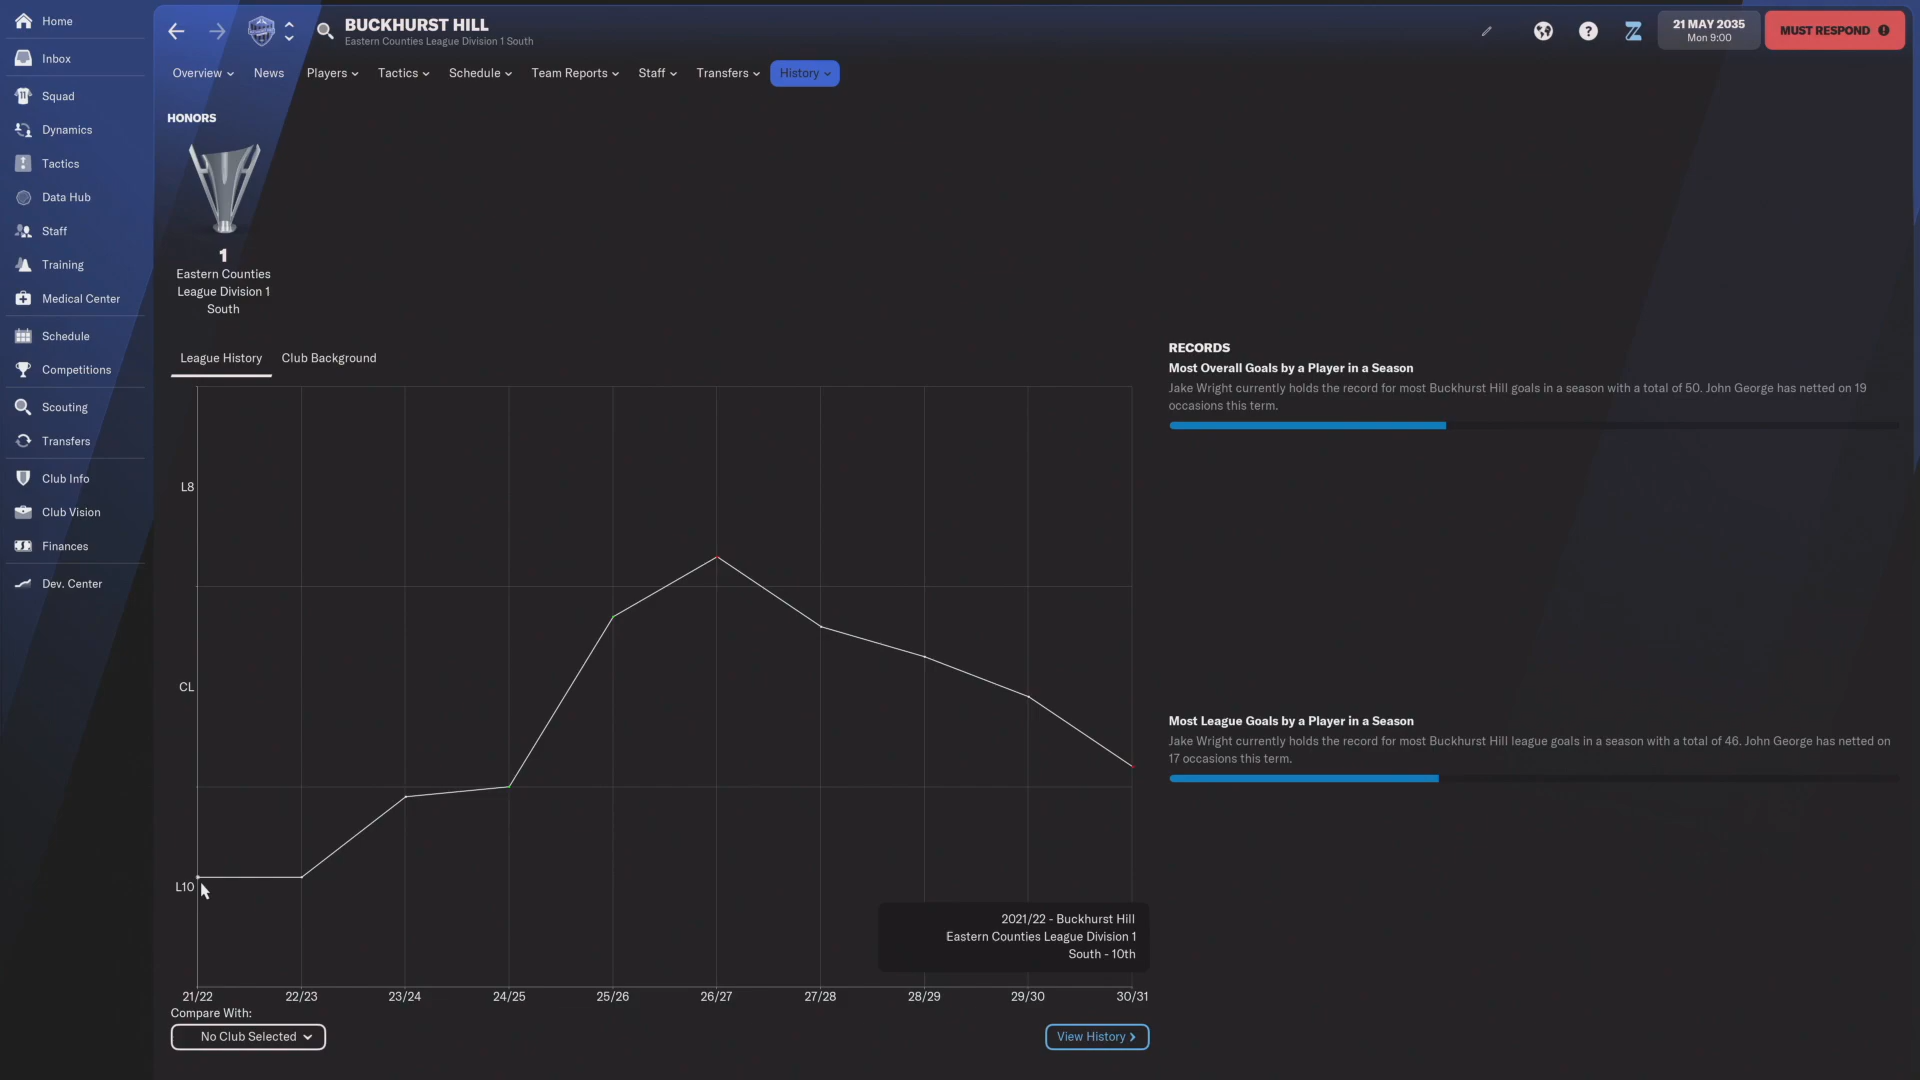 Home
Inbox
Squad
Dynamics
Tactics
Data Hub
Staff
Training
Medical Center
Schedule
Competitions
Scouting
Transfers
Club Info
Club Vision
Finances
Dev. Center
BUCKHURST HILL
Eastern Counties League Division 1 South
21 MAY 2035
Mon 9:00
MUST RESPOND
Overview
News
Players
Tactics
Schedule
Team Reports
Staff
Transfers
History
HONORS
1
Eastern Counties
League Division 1
South
League History
Club Background
L8
CL
L10
2021/22 - Buckhurst Hill
Eastern Counties League Division 1
South - 10th
21/22 22/23 23/24 24/25 25/26 26/27 27/28 28/29 29/30 30/31
Compare With:
No Club Selected
View History
RECORDS
Most Overall Goals by a Player in a Season
Jake Wright currently holds the record for most Buckhurst Hill goals in a season with a total of 50. John George has netted on 19
occasions this term.
Most League Goals by a Player in a Season
Jake Wright currently holds the record for most Buckhurst Hill league goals in a season with a total of 46. John George has netted on
17 occasions this term.